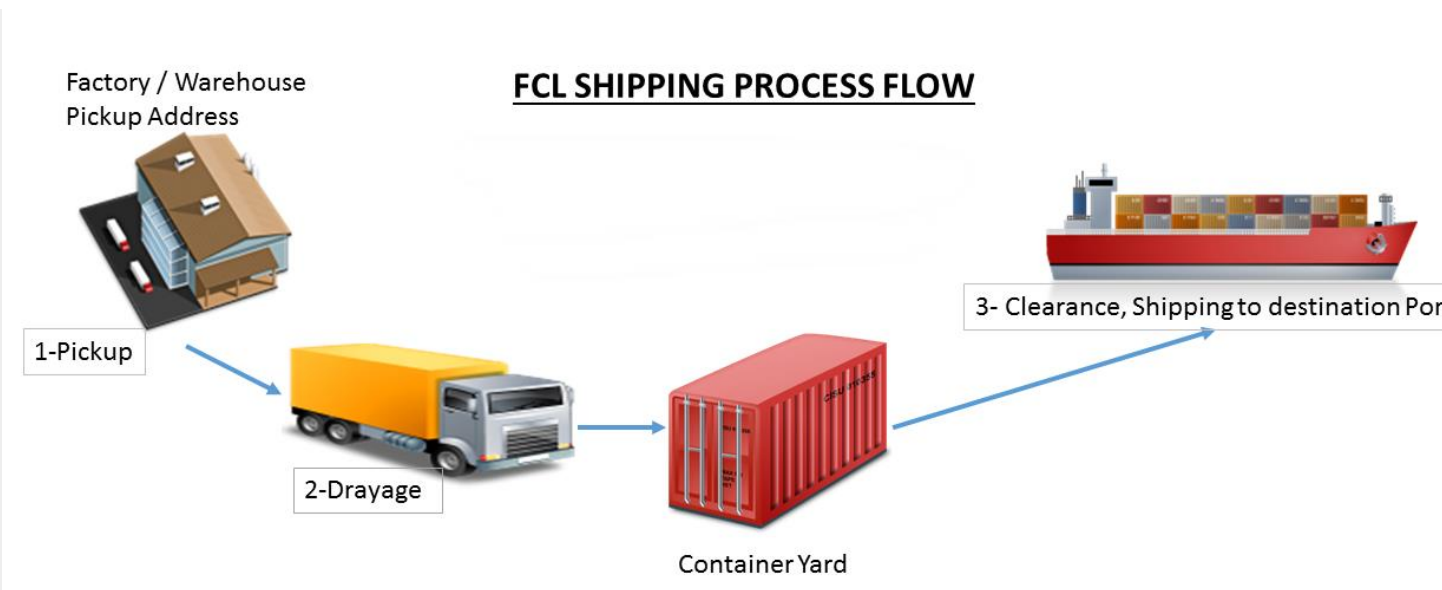 Factory / Warehouse
Pickup Address
FCL SHIPPING PROCESS FLOW
3- Clearance, Shipping to destination Por
1-Pickup
2-Drayage
Container Yard